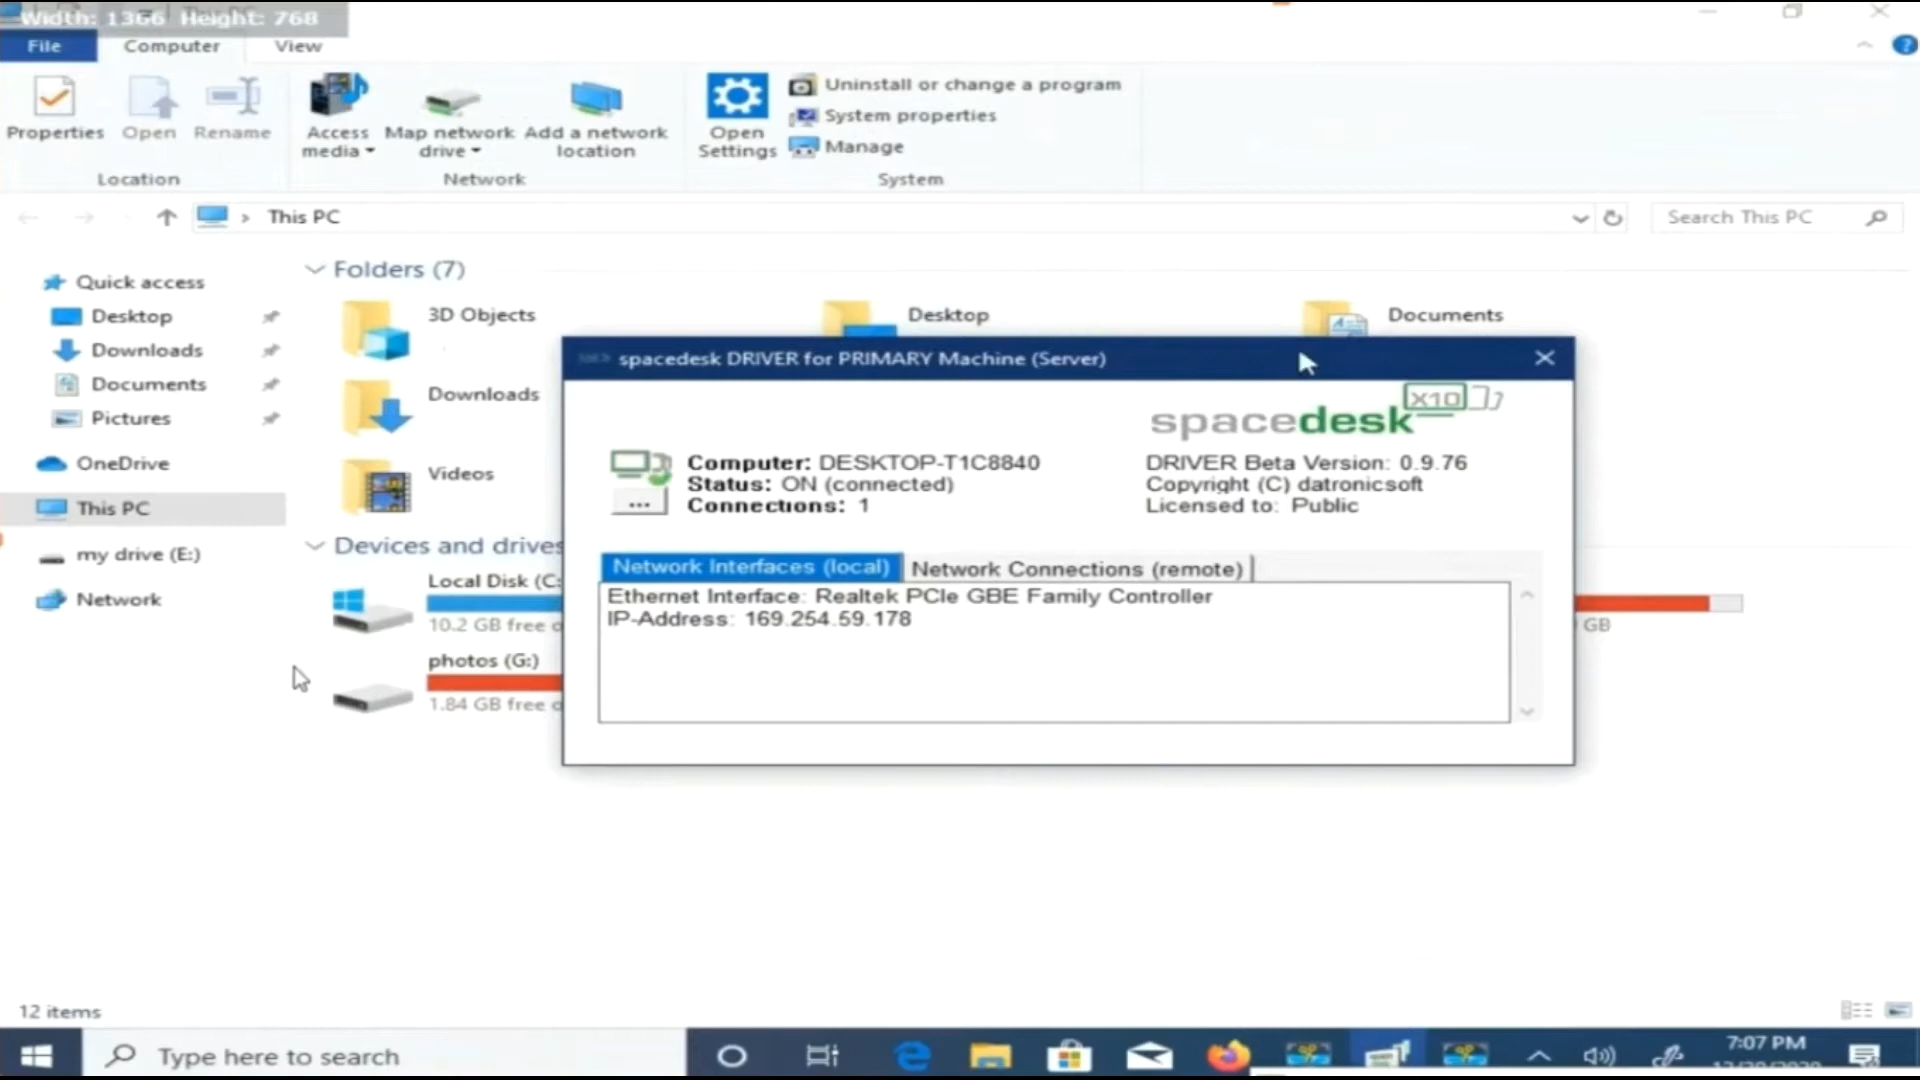 Width: 1366 Height: 768
File
Computer
View
Properties
Open
Rename
Access
media
Map network
drive
Add a network
location
Open
Settings
Uninstall or change a program
System properties
Manage
Location
Network
System
This PC
Search This PC
Quick access
Desktop
Downloads
Documents
Pictures
OneDrive
This PC
my drive (E:)
Network
Folders (7)
3D Objects
Desktop
Documents
Downloads
Videos
Devices and drives
Local Disk (C:
10.2 GB free
photos (G:)
1.84 GB free
GB
spacedesk DRIVER for PRIMARY Machine (Server)
spacedesk X10
Computer: DESKTOP-T1C8840
Status: ON (connected)
Connections: 1
...
DRIVER Beta Version: 0.9.76
Copyright (C) datronicsoft
Licensed to: Public
Network Interfaces (local)
Network Connections (remote)
Ethernet Interface: Realtek PCIe GBE Family Controller
IP-Address: 169.254.59.178
12 items
Type here to search
7:07 PM